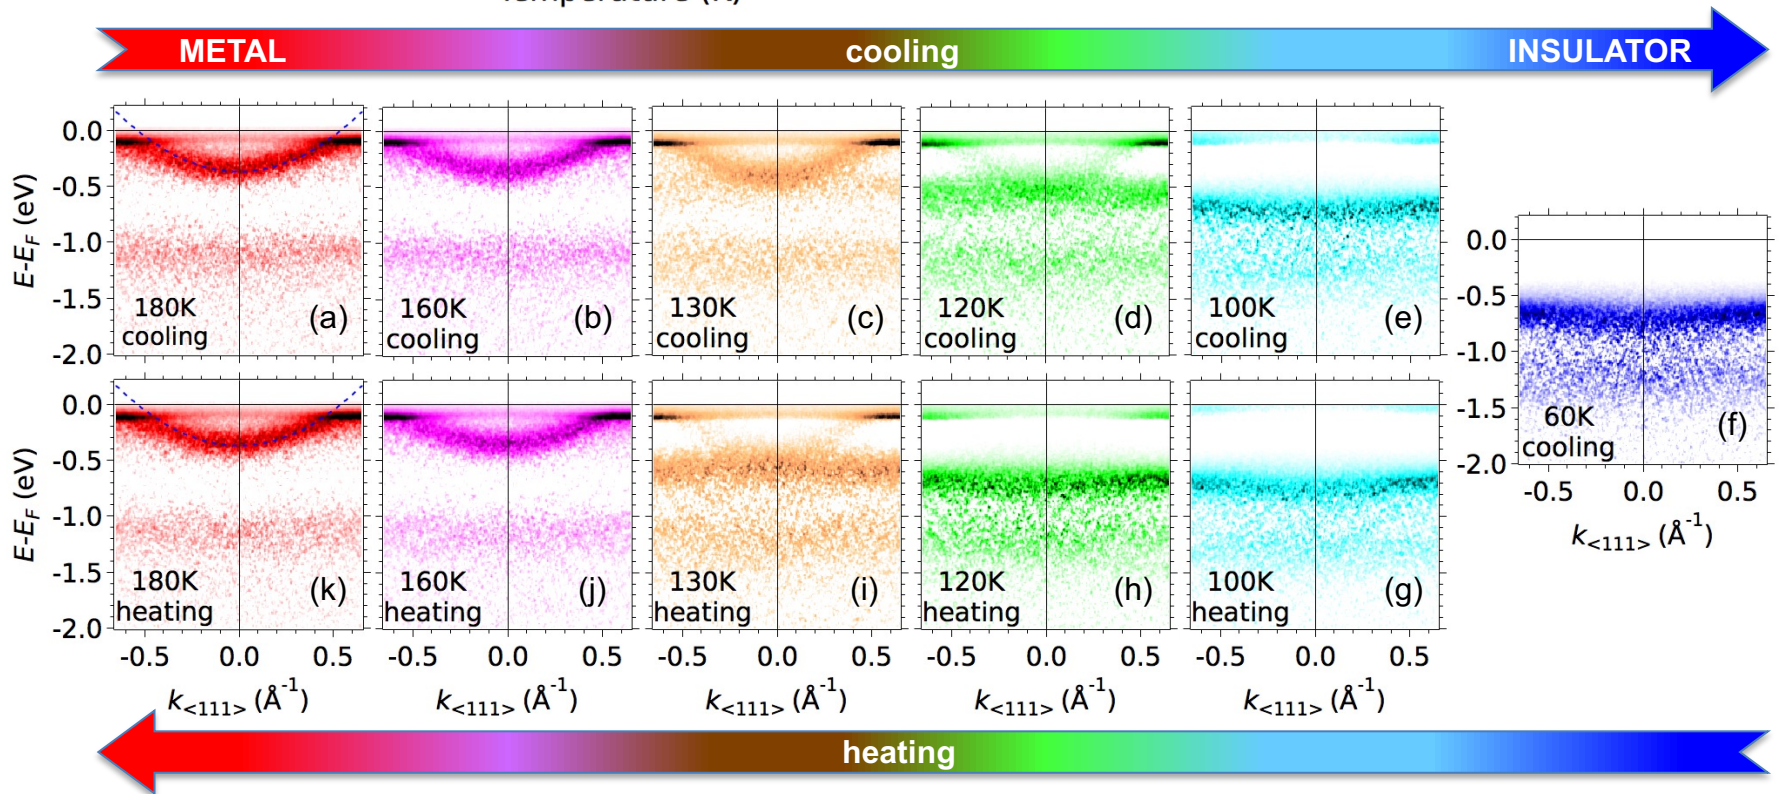 Temperature (K)
METAL cooling INSULATOR
E-E_F (eV)
0.0
-0.5
-1.0
-1.5
-2.0
180K
cooling
(a)
160K
cooling
(b)
130K
cooling
(c)
120K
cooling
(d)
100K
cooling
(e)
0.0
-0.5
-1.0
-1.5
-2.0
60K
cooling
(f)
-0.5 0.0 0.5
k<111> (Å⁻¹)
E-E_F (eV)
0.0
-0.5
-1.0
-1.5
-2.0
180K
heating
(k)
160K
heating
(j)
130K
heating
(i)
120K
heating
(h)
100K
heating
(g)
-0.5 0.0 0.5 -0.5 0.0 0.5 -0.5 0.0 0.5 -0.5 0.0 0.5 -0.5 0.0 0.5
k<111> (Å⁻¹) k<111> (Å⁻¹) k<111> (Å⁻¹) k<111> (Å⁻¹) k<111> (Å⁻¹)
heating